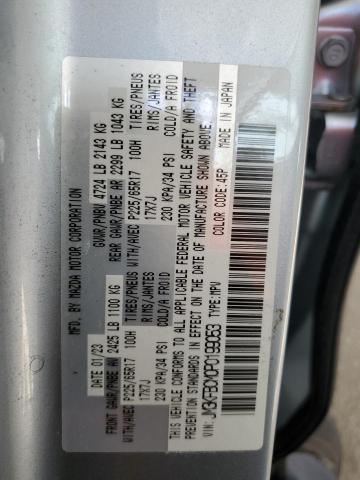 MFD. BY MAZDA MOTOR CORPORATION
DATE 01/23 GVWR/PNBV 4724 LB 2143 KG
FRONT GAWR/PNBE AV 2425 LB 1100 KG REAR GAWR/PNBE AR 2299 LB 1043 KG
TIRES/PNEUS TIRES/PNEUS
WITH/AVEC P225/65R17 100H WITH/AVEC P225/65R17 100H
RIMS/JANTES RIMS/JANTES
17X7J 17X7J
COLD/A FROID COLD/A FROID
230 KPA/34 PSI 230 KPA/34 PSI
THIS VEHICLE CONFORMS TO ALL APPLICABLE FEDERAL MOTOR VEHICLE SAFETY AND THEFT
PREVENTION STANDARDS IN EFFECT ON THE DATE OF MANUFACTURE SHOWN ABOVE.
MADE IN JAPAN
VIN: TYPE:MPV COLOR CODE:45P